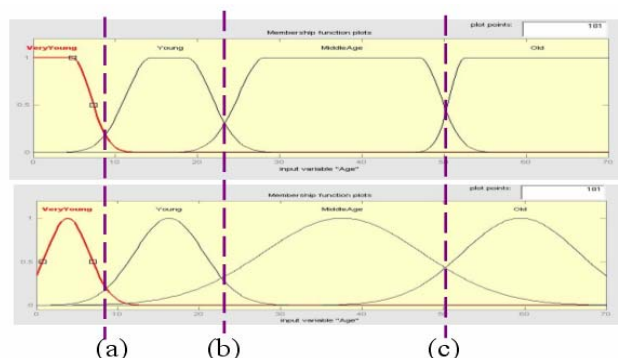 Membership function plots
plot points: 181
VeryYoung Young MiddleAge Old
1
0.5
0
0 10 20 30 40 50 60 70
input variable "Age"
Membership function plots
plot points: 181
VeryYoung Young MiddleAge Old
1
0.5
0
0 10 20 30 40 50 60 70
input variable "Age"
(a) (b) (c)